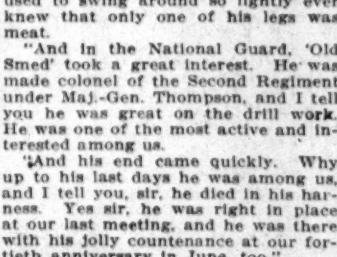 used to swing around so lightly ever
knew that only one of his legs was
meat.
"And in the National Guard, 'Old
Smed' took a great interest. He was
made colonel of the Second Regiment
under Maj.-Gen. Thompson, and I tell
you he was great on the drill work.
He was one of the most active and in-
terested among us.
"And his end came quickly. Why
up to his last days he was among us,
and I tell you, sir, he died in his har-
ness. Yes sir, he was right in place
at our last meeting, and he was there
with his jolly countenance at our for-
tieth anniversary in June, too."